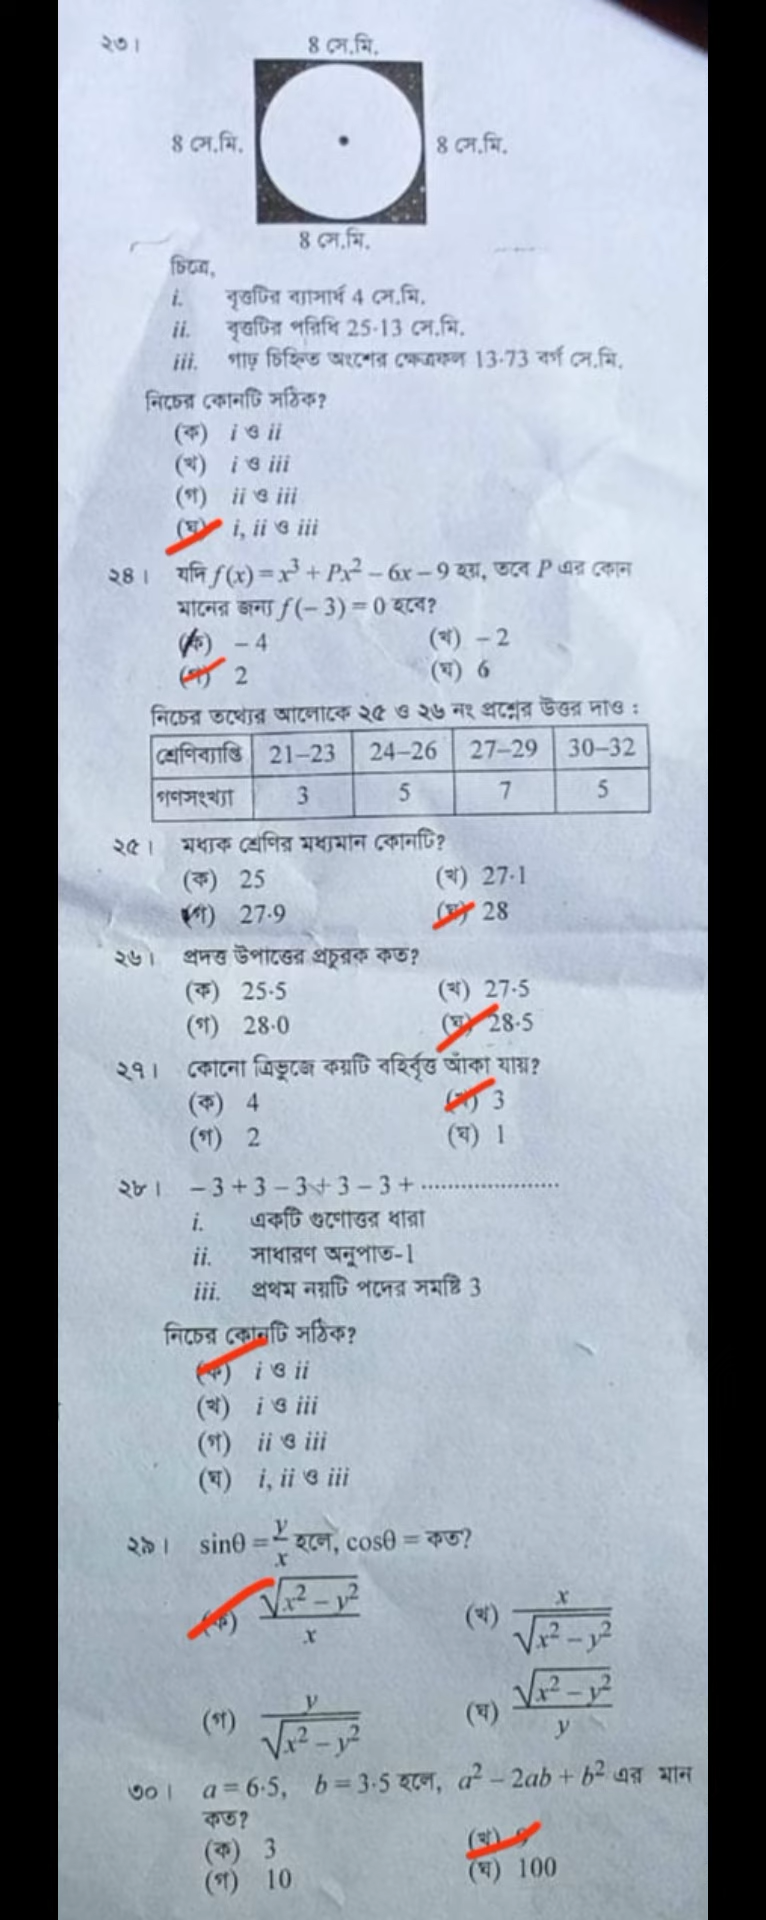 ২৩। 8 সে.মি.
8 সে.মি. 8 সে.মি.
8 সে.মি.
চিত্রে,
i. বৃত্তটির ব্যাসার্ধ 4 সে.মি.
ii. বৃত্তটির পরিধি 25·13 সে.মি.
iii. গাঢ় চিহ্নিত অংশের ক্ষেত্রফল 13·73 বর্গ সে.মি.
নিচের কোনটি সঠিক?
(ক) i ও ii
(খ) i ও iii
(গ) ii ও iii
(ঘ) i, ii ও iii
২৪। যদি f(x) = x³ + Px² – 6x – 9 হয়, তবে P এর কোন
মানের জন্য f(– 3) = 0 হবে?
(ক) – 4 (খ) – 2
(গ) 2 (ঘ) 6
নিচের তথ্যের আলোকে ২৫ ও ২৬ নং প্রশ্নের উত্তর দাও :
শ্রেণিব্যাপ্তি 21–23 24–26 27–29 30–32
গণসংখ্যা 3 5 7 5
২৫। মধ্যক শ্রেণির মধ্যমান কোনটি?
(ক) 25 (খ) 27·1
(গ) 27·9 (ঘ) 28
২৬। প্রদত্ত উপাত্তের প্রচুরক কত?
(ক) 25·5 (খ) 27·5
(গ) 28·0 (ঘ) 28·5
২৭। কোনো ত্রিভুজে কয়টি বহির্বৃত্ত আঁকা যায়?
(ক) 4 (খ) 3
(গ) 2 (ঘ) 1
২৮। – 3 + 3 – 3 + 3 – 3 + .....................
i. একটি গুণোত্তর ধারা
ii. সাধারণ অনুপাত-1
iii. প্রথম নয়টি পদের সমষ্টি 3
নিচের কোনটি সঠিক?
(ক) i ও ii
(খ) i ও iii
(গ) ii ও iii
(ঘ) i, ii ও iii
২৯। sinθ = y/x হলে, cosθ = কত?
(ক) √(x² – y²)/x (খ) x/√(x² – y²)
(গ) y/√(x² – y²) (ঘ) √(x² – y²)/y
৩০। a = 6·5, b = 3·5 হলে, a² – 2ab + b² এর মান
কত?
(ক) 3 (খ) 9
(গ) 10 (ঘ) 100